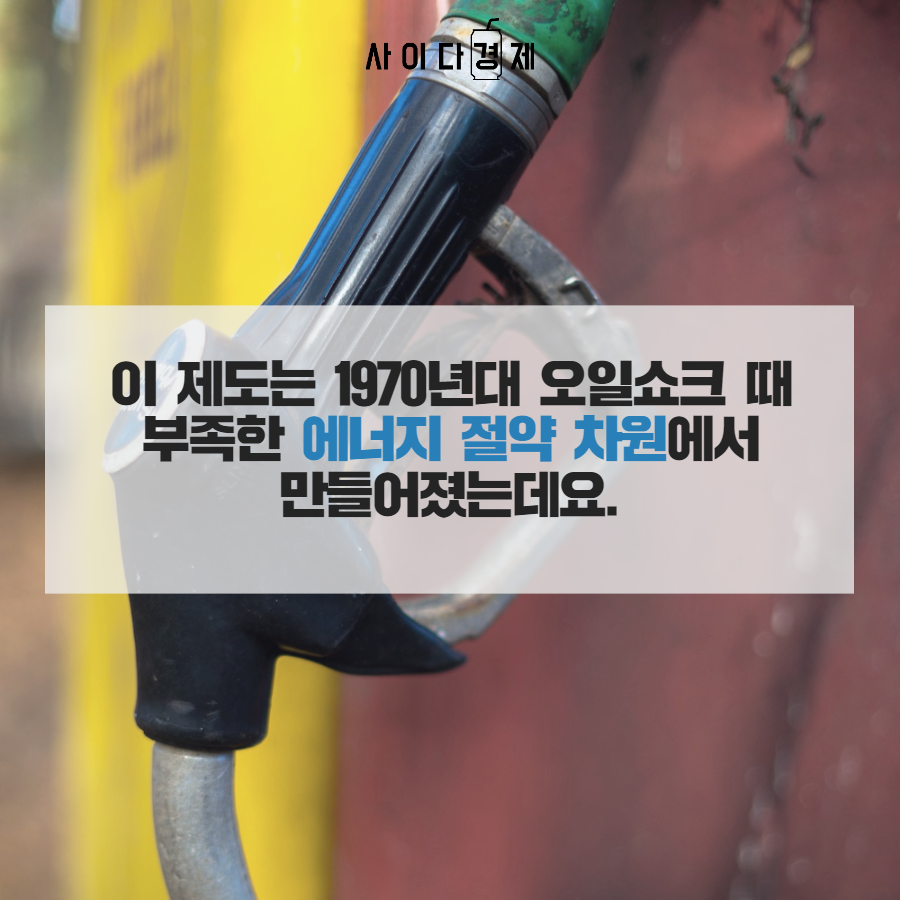 사이다경제
이 제도는 1970년대 오일쇼크 때
부족한 에너지 절약 차원에서
만들어졌는데요.